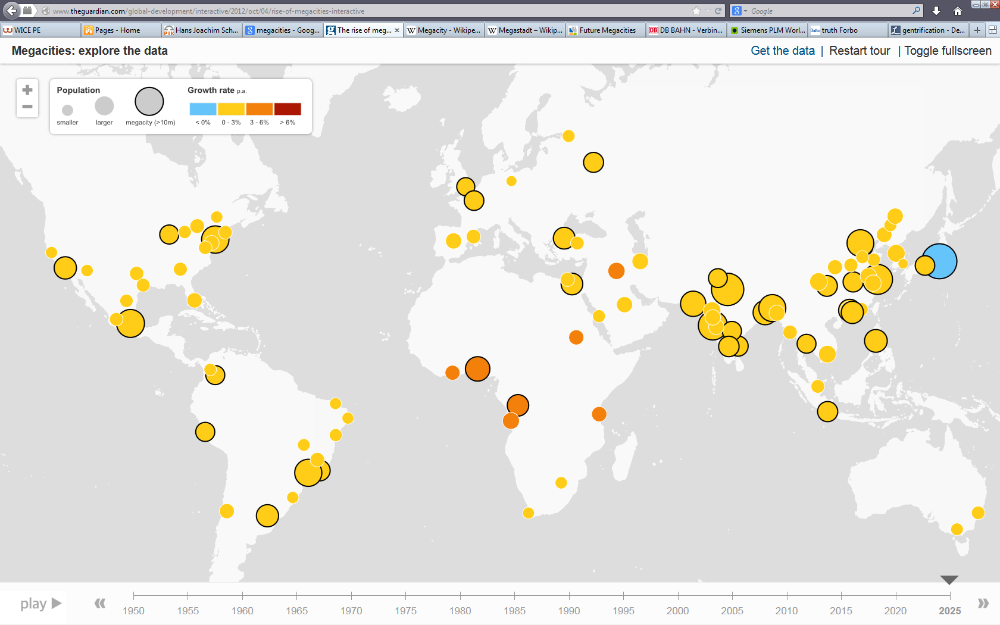 www.theguardian.com/global-development/interactive/2012/oct/04/rise-of-megacities-interactive
Google
WICE PE
Pages - Home
Hans Joachim Sch...
megacities - Goog...
The rise of meg...
Megacity - Wikipe...
Megastadt – Wikip...
Future Megacities
DB BAHN - Verbin...
Siemens PLM Worl...
truth Forbo
gentrification - De...
Megacities: explore the data
Get the data | Restart tour | Toggle fullscreen
Population
smaller
larger
megacity (>10m)
Growth rate p.a.
< 0%
0 - 3%
3 - 6%
> 6%
play
1950
1955
1960
1965
1970
1975
1980
1985
1990
1995
2000
2005
2010
2015
2020
2025